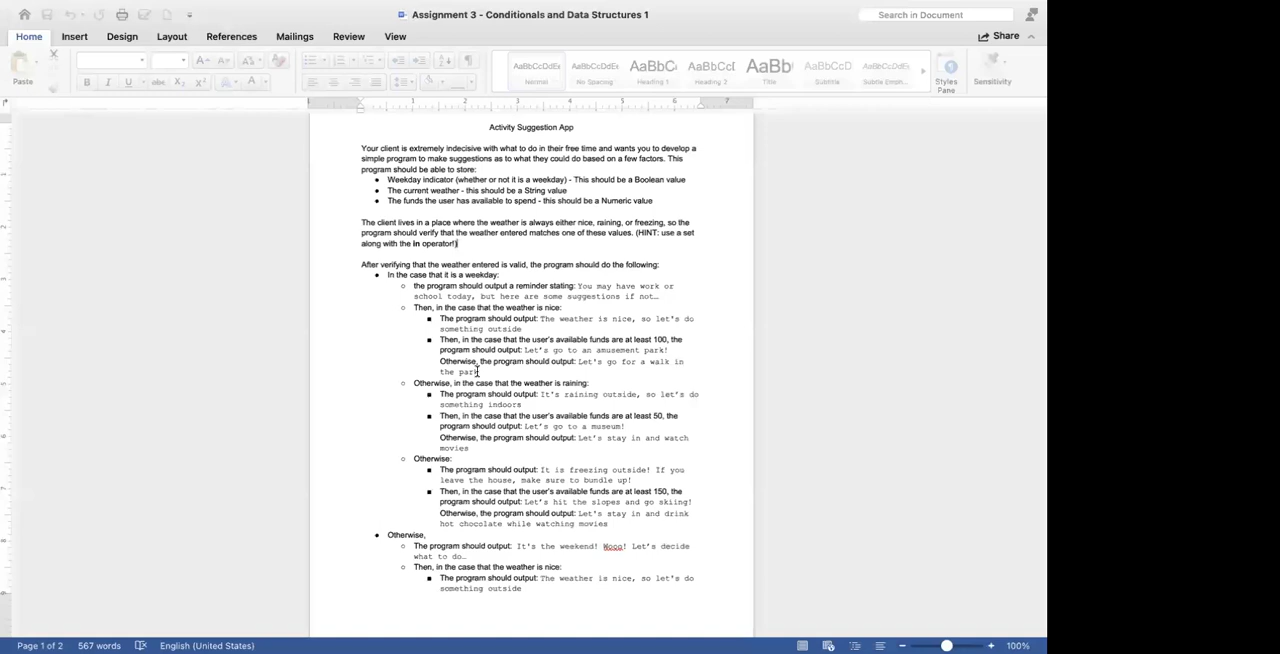 Assignment 3 - Conditionals and Data Structures 1
Search in Document
Home Insert Design Layout References Mailings Review View
Share
Paste
B I U abc X₂ X²
AaBbCcDdEe AaBbCcDdEe AaBbC AaBbCcD AaBb AaBbCcDdE AaBbCcDdEe
Normal No Spacing Heading 1 Heading 2 Title Subtitle Subtle Emph...
Styles
Pane
Sensitivity
1 2 3 4 5 6 7
Activity Suggestion App
Your client is extremely indecisive with what to do in their free time and wants you to develop a
simple program to make suggestions as to what they could do based on a few factors. This
program should be able to store:
• Weekday indicator (whether or not it is a weekday) - This should be a Boolean value
• The current weather - this should be a String value
• The funds the user has available to spend - this should be a Numeric value
The client lives in a place where the weather is always either nice, raining, or freezing, so the
program should verify that the weather entered matches one of these values. (HINT: use a set
along with the in operator!)
After verifying that the weather entered is valid, the program should do the following:
• In the case that it is a weekday:
○ the program should output a reminder stating: You may have work or
school today, but here are some suggestions if not…
○ Then, in the case that the weather is nice:
■ The program should output: The weather is nice, so let's do
something outside
■ Then, in the case that the user's available funds are at least 100, the
program should output: Let's go to an amusement park!
Otherwise, the program should output: Let's go for a walk in
the park
○ Otherwise, in the case that the weather is raining:
■ The program should output: It's raining outside, so let's do
something indoors
■ Then, in the case that the user's available funds are at least 50, the
program should output: Let's go to a museum!
Otherwise, the program should output: Let's stay in and watch
movies
○ Otherwise:
■ The program should output: It is freezing outside! If you
leave the house, make sure to bundle up!
■ Then, in the case that the user's available funds are at least 150, the
program should output: Let's hit the slopes and go skiing!
Otherwise, the program should output: Let's stay in and drink
hot chocolate while watching movies
• Otherwise,
○ The program should output: It's the weekend! Wooo! Let's decide
what to do…
○ Then, in the case that the weather is nice:
■ The program should output: The weather is nice, so let's do
something outside
Page 1 of 2 567 words English (United States) 100%